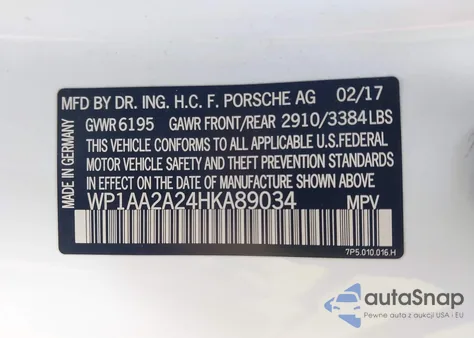 MFD BY DR. ING. H.C. F. PORSCHE AG 02/17
GVWR 6195 GAWR FRONT/REAR 2910/3384 LBS
THIS VEHICLE CONFORMS TO ALL APPLICABLE U.S.FEDERAL
MOTOR VEHICLE SAFETY AND THEFT PREVENTION STANDARDS
IN EFFECT ON THE DATE OF MANUFACTURE SHOWN ABOVE.
WP1AA2A24HKA89034 MPV
MADE IN GERMANY
7P5.010.016.H
autoSnap
Pewne auta z aukcji USA i EU